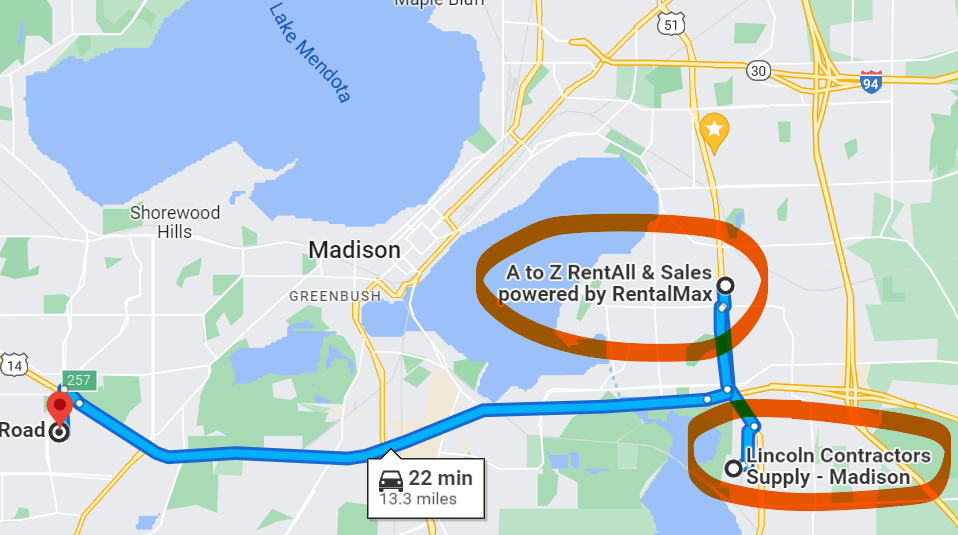 Maple Bluff
Lake Mendota
51
30
94
Shorewood
Hills
Madison
GREENBUSH
A to Z RentAll & Sales
powered by RentalMax
14
257
Road
22 min
13.3 miles
Lincoln Contractors
Supply - Madison